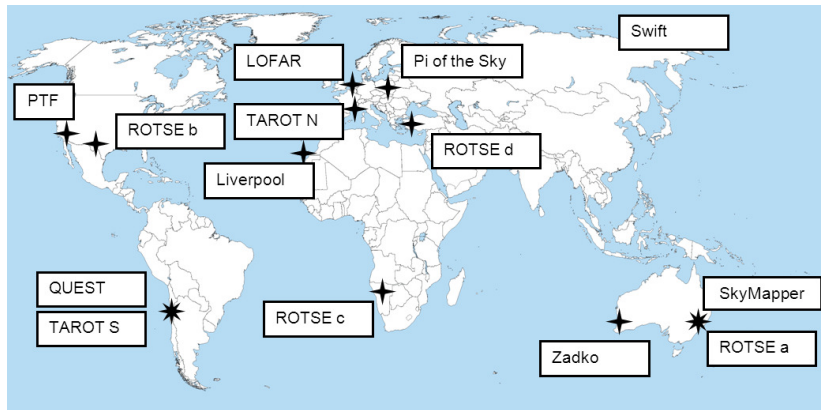 Swift
LOFAR
Pi of the Sky
PTF
ROTSE b
TAROT N
ROTSE d
Liverpool
QUEST
TAROT S
ROTSE c
SkyMapper
Zadko
ROTSE a